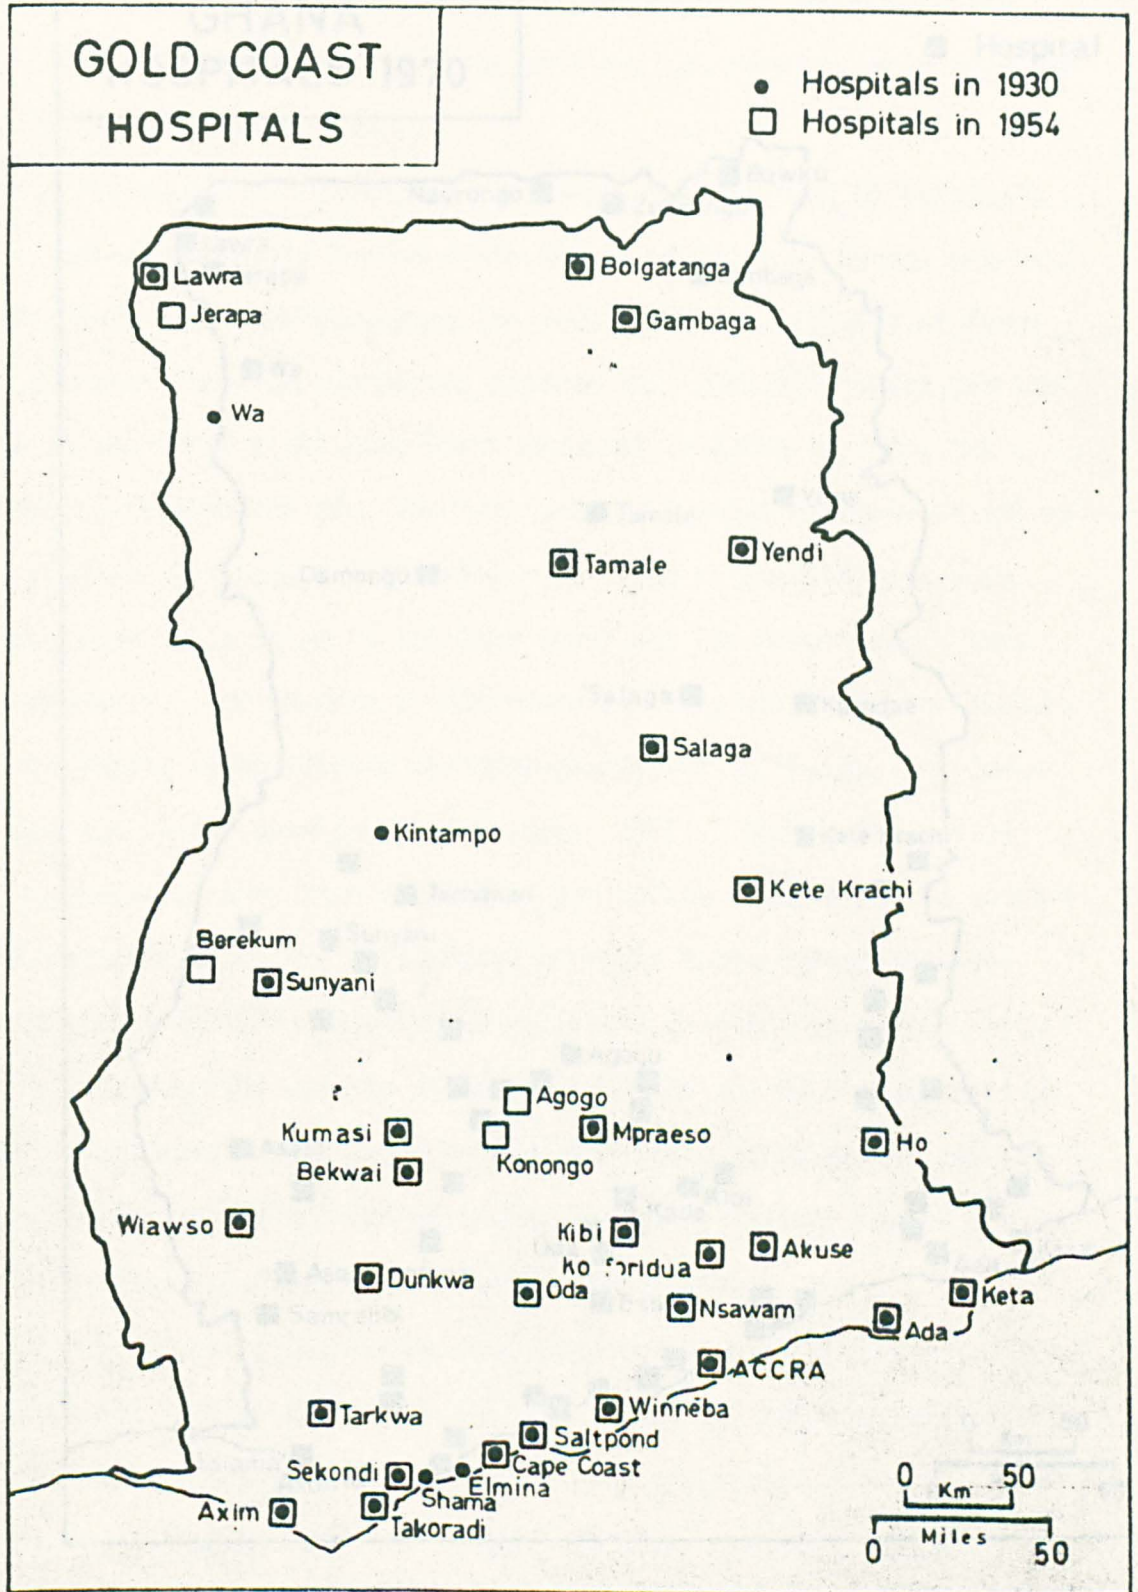 GOLD COAST
HOSPITALS
Hospitals in 1930
Hospitals in 1954
Lawra
Bolgatanga
Jerapa
Gambaga
Wa
Tamale
Yendi
Salaga
Kintampo
Kete Krachi
Berekum
Sunyani
Agogo
Kumasi
Mpraeso
Ho
Konongo
Bekwai
Wiawso
Kibi
Akuse
Dunkwa
Oda
Nsawam
Keta
Ada
ACCRA
Tarkwa
Winneba
Saltpond
Cape Coast
Sekondi
Elmina
Shama
Axim
Takoradi
0 50
Km
Miles
0 50